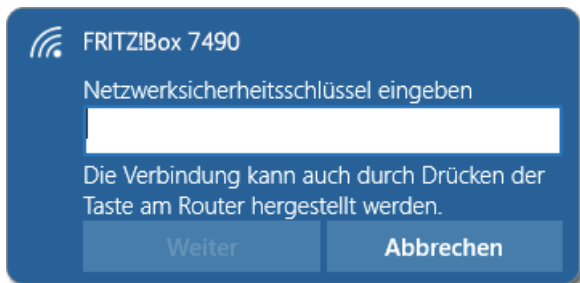 FRITZ!Box 7490
Netzwerksicherheitsschlüssel eingeben
Die Verbindung kann auch durch Drücken der
Taste am Router hergestellt werden.
Weiter Abbrechen